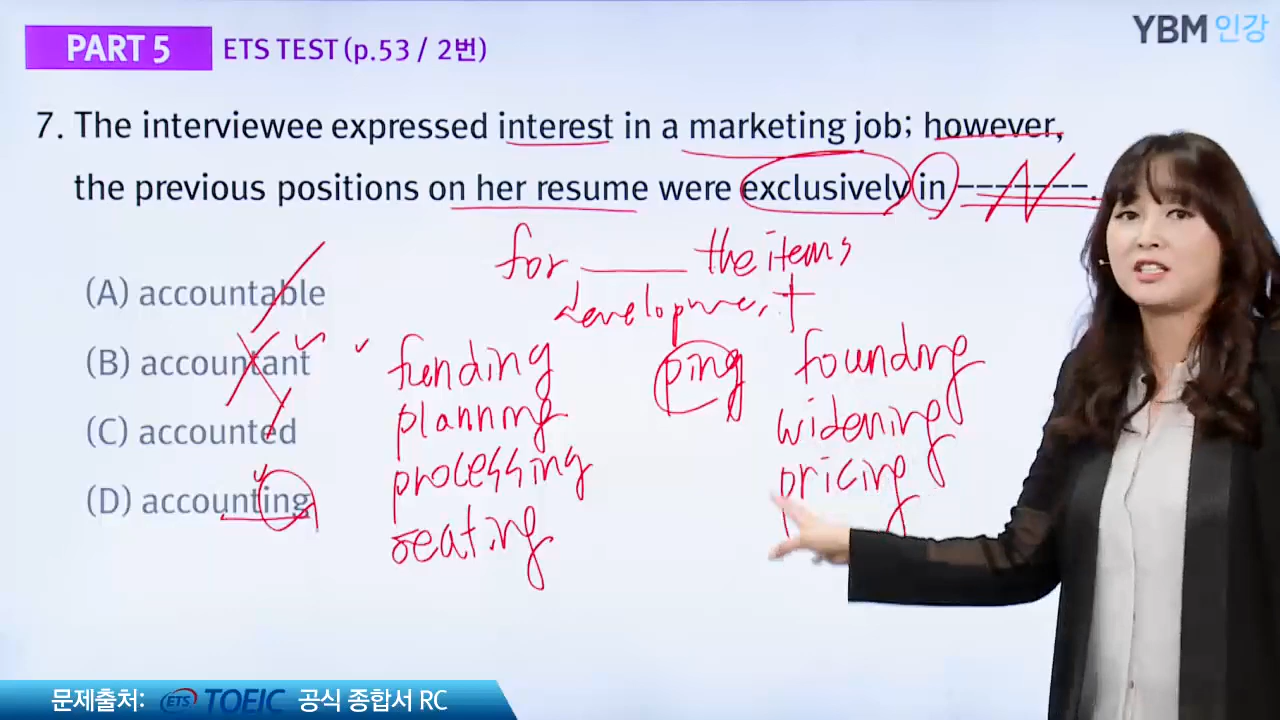 PART 5
ETS TEST (p.53 / 2번)
YBM 인강
7. The interviewee expressed interest in a marketing job; however,
the previous positions on her resume were exclusively in -------.
for ____ the items
development
(A) accountable
(B) accountant
(C) accounted
(D) accounting
funding
planning
processing
seating
ping
founding
widening
pricing
문제출처: ETS TOEIC 공식 종합서 RC